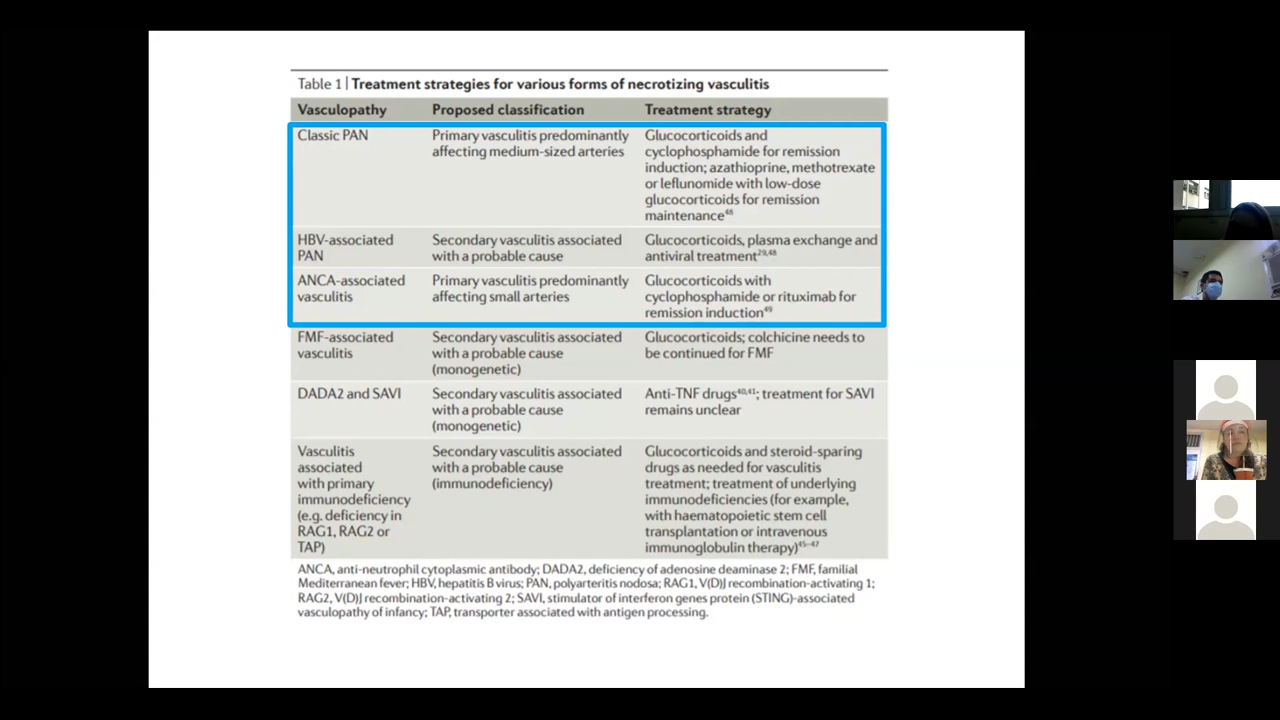 Table 1 | Treatment strategies for various forms of necrotizing vasculitis
Vasculopathy Proposed classification Treatment strategy
Classic PAN
Primary vasculitis predominantly
affecting medium-sized arteries
Glucocorticoids and
cyclophosphamide for remission
induction; azathioprine, methotrexate
or leflunomide with low-dose
glucocorticoids for remission
maintenance⁴⁸
HBV-associated
PAN
Secondary vasculitis associated
with a probable cause
Glucocorticoids, plasma exchange and
antiviral treatment²⁹,⁴⁸
ANCA-associated
vasculitis
Primary vasculitis predominantly
affecting small arteries
Glucocorticoids with
cyclophosphamide or rituximab for
remission induction⁴⁹
FMF-associated
vasculitis
Secondary vasculitis associated
with a probable cause
(monogenetic)
Glucocorticoids; colchicine needs to
be continued for FMF
DADA2 and SAVI
Secondary vasculitis associated
with a probable cause
(monogenetic)
Anti-TNF drugs⁴⁰,⁴¹; treatment for SAVI
remains unclear
Vasculitis
associated
with primary
immunodeficiency
(e.g. deficiency in
RAG1, RAG2 or
TAP)
Secondary vasculitis associated
with a probable cause
(immunodeficiency)
Glucocorticoids and steroid-sparing
drugs as needed for vasculitis
treatment; treatment of underlying
immunodeficiencies (for example,
with haematopoietic stem cell
transplantation or intravenous
immunoglobulin therapy)⁴⁵⁻⁴⁷
ANCA, anti-neutrophil cytoplasmic antibody; DADA2, deficiency of adenosine deaminase 2; FMF, familial
Mediterranean fever; HBV, hepatitis B virus; PAN, polyarteritis nodosa; RAG1, V(D)J recombination-activating 1;
RAG2, V(D)J recombination-activating 2; SAVI, stimulator of interferon genes protein (STING)-associated
vasculopathy of infancy; TAP, transporter associated with antigen processing.